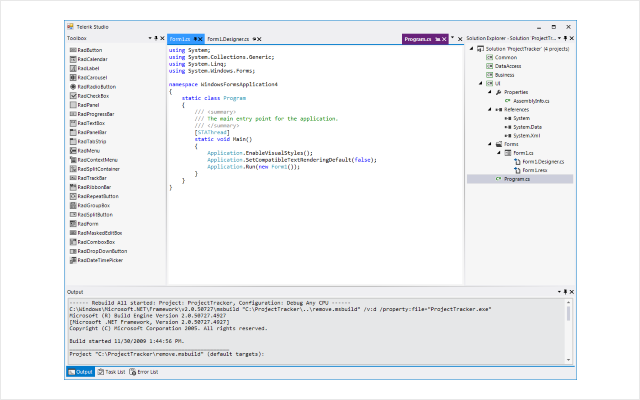 Telerik Studio
Toolbox
RadButton
RadCalendar
RadLabel
RadCarousel
RadRadioButton
RadCheckBox
RadPanel
RadProgressBar
RadTextBox
RadPanelBar
RadTabStrip
RadMenu
RadContextMenu
RadSplitContainer
RadTrackBar
RadRibbonBar
RadRepeatButton
RadGroupBox
RadSplitButton
RadForm
RadMaskedEditBox
RadComboBox
RadDropDownButton
RadDateTimePicker
Form1.cs
Form1.Designer.cs
Program.cs
using System;
using System.Collections.Generic;
using System.Linq;
using System.Windows.Forms;
namespace WindowsFormsApplication4
{
static class Program
{
/// <summary>
/// The main entry point for the application.
/// </summary>
[STAThread]
static void Main()
{
Application.EnableVisualStyles();
Application.SetCompatibleTextRenderingDefault(false);
Application.Run(new Form1());
}
}
}
Solution Explorer - Solution 'ProjectTra
Solution 'ProjectTracker' (4 projects)
Common
DataAccess
Business
UI
Properties
AssemblyInfo.cs
References
System
System.Data
System.Xml
Forms
Form1.cs
Form1.Designer.cs
Form1.resx
Program.cs
Output
------ Rebuild All started: Project: ProjectTracker, Configuration: Debug Any CPU ------
C:\Windows\Microsoft.NET\Framework\v2.0.50727\msbuild "C:\ProjectTracker\..\remove.msbuild" /v:d /property:file="ProjectTracker.exe"
Microsoft (R) Build Engine Version 2.0.50727.4927
[Microsoft .NET Framework, Version 2.0.50727.4927]
Copyright (C) Microsoft Corporation 2005. All rights reserved.
Build started 11/30/2009 1:44:56 PM.
Project "C:\ProjectTracker\remove.msbuild" (default targets):
Output
Task List
Error List